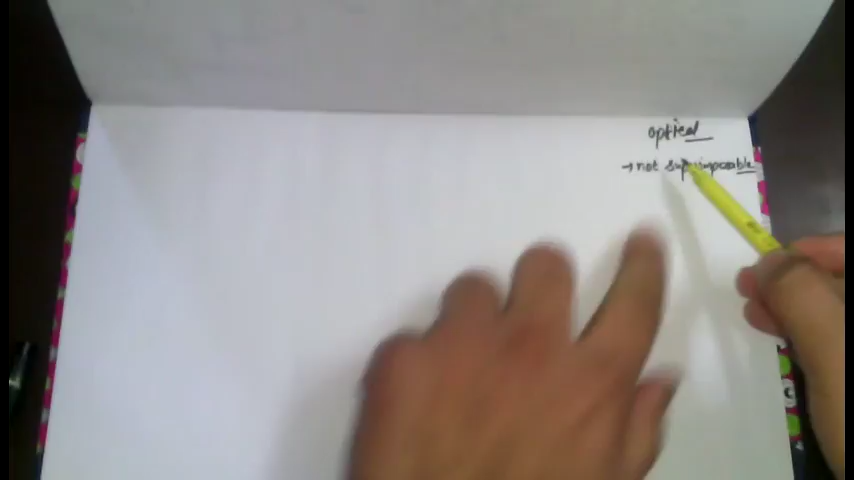 optical
→ not superimposable